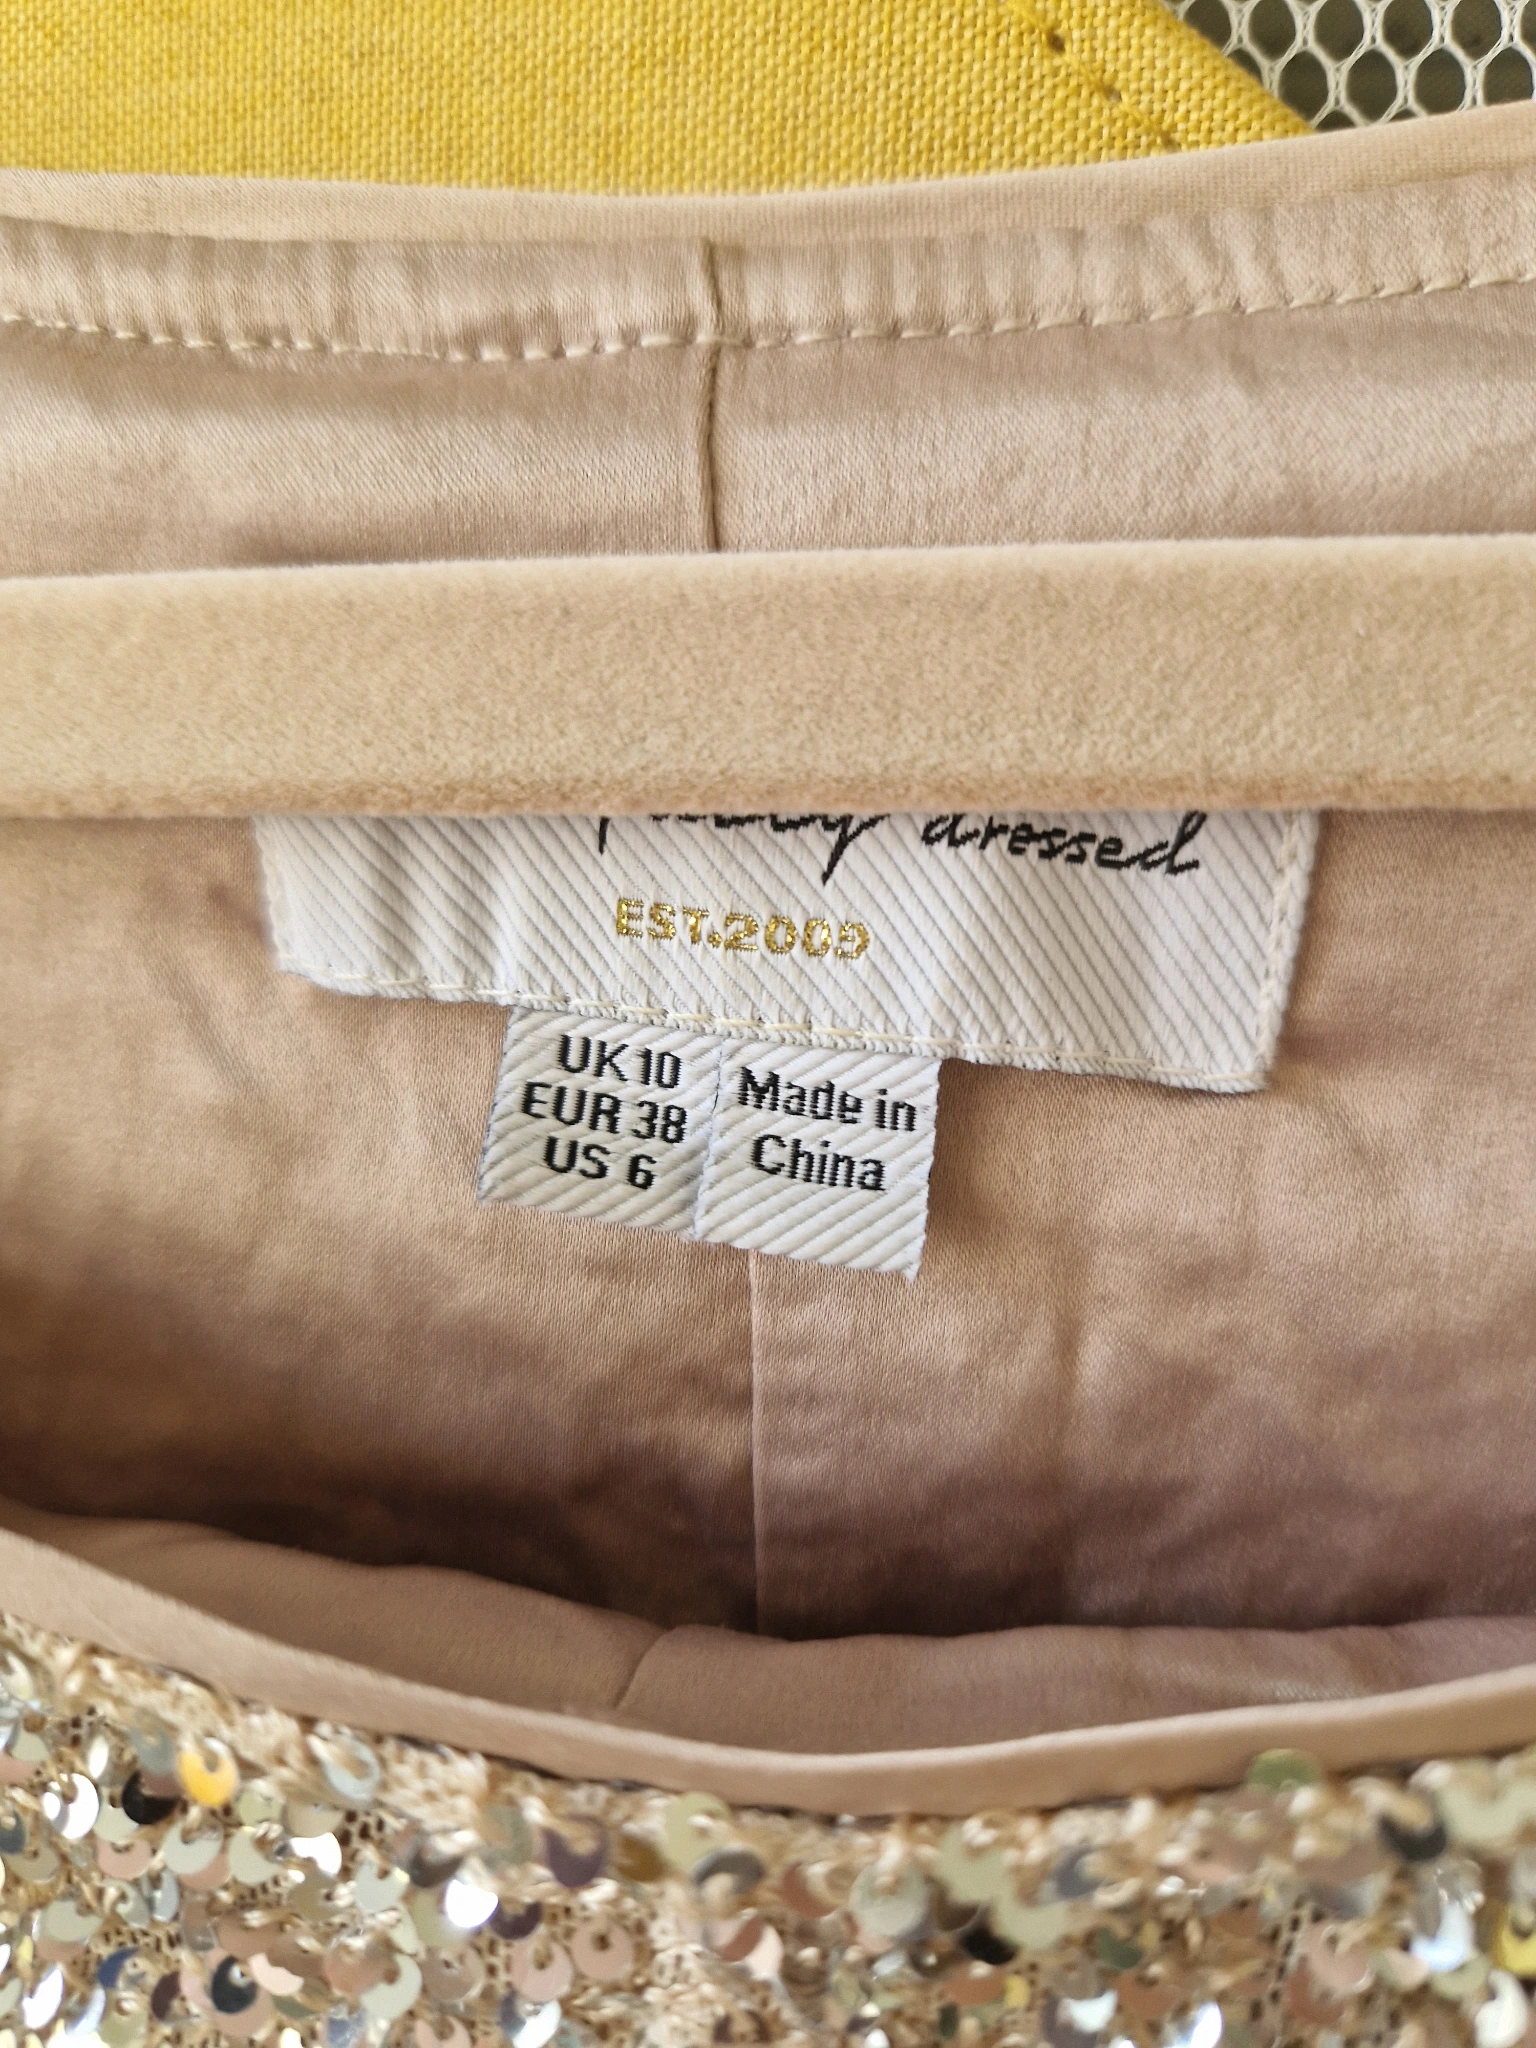 dressed
EST.2009
UK 10
EUR 38
US 6
Made in
China